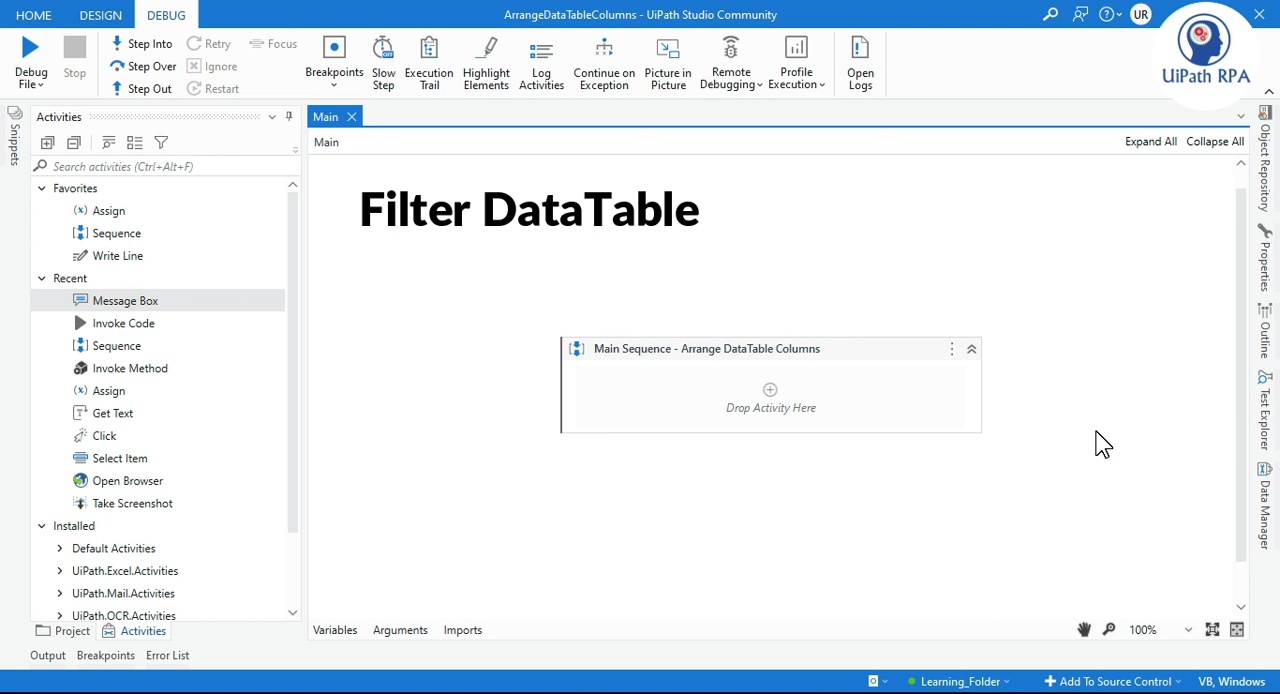 HOME DESIGN DEBUG ArrangeDataTableColumns - UiPath Studio Community UR
UiPath RPA
Debug File Stop Step Into Step Over Step Out Retry Ignore Restart Focus Breakpoints Slow Step Execution Trail Highlight Elements Log Activities Continue on Exception Picture in Picture Remote Debugging Profile Execution Open Logs
Snippets
Activities
Search activities (Ctrl+Alt+F)
Favorites
Assign
Sequence
Write Line
Recent
Message Box
Invoke Code
Sequence
Invoke Method
Assign
Get Text
Click
Select Item
Open Browser
Take Screenshot
Installed
Default Activities
UiPath.Excel.Activities
UiPath.Mail.Activities
UiPath.OCR.Activities
Project Activities
Main
Main Expand All Collapse All
Filter DataTable
Main Sequence - Arrange DataTable Columns
Drop Activity Here
Variables Arguments Imports 100%
Object Repository
Properties
Outline
Test Explorer
Data Manager
Output Breakpoints Error List
Learning_Folder Add To Source Control VB, Windows